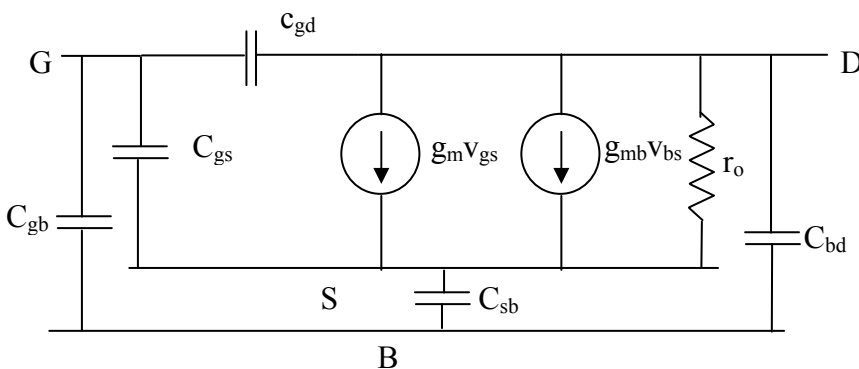 c_gd
G
D
C_gs
g_m v_gs
g_mb v_bs
r_o
C_gb
C_bd
S
C_sb
B